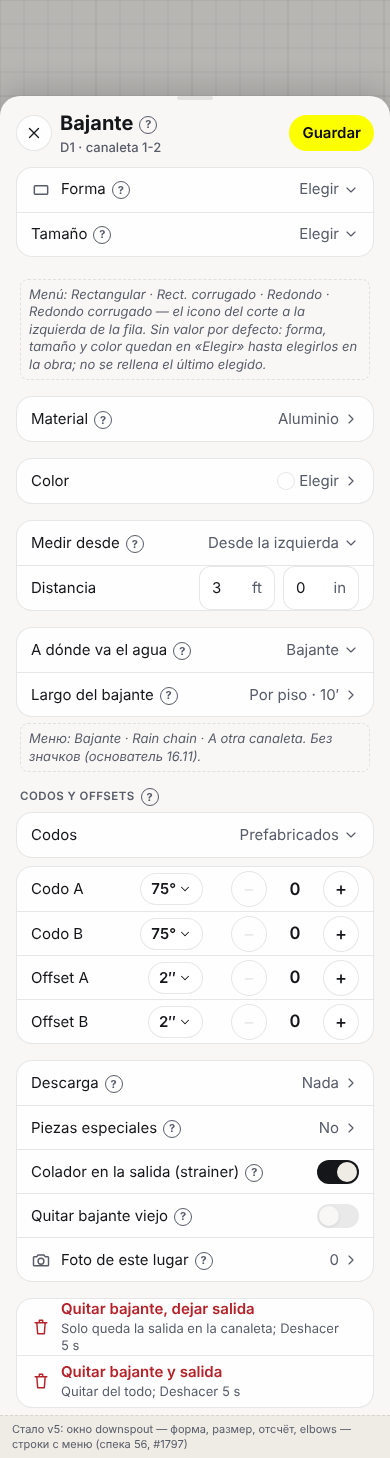 Bajante ?
D1 · canaleta 1-2
Guardar
Forma ? Elegir
Tamaño ? Elegir
Menú: Rectangular · Rect. corrugado · Redondo ·
Redondo corrugado — el icono del corte a la
izquierda de la fila. Sin valor por defecto: forma,
tamaño y color quedan en «Elegir» hasta elegirlos en
la obra; no se rellena el último elegido.
Material ? Aluminio
Color Elegir
Medir desde ? Desde la izquierda
Distancia 3 ft 0 in
A dónde va el agua ? Bajante
Largo del bajante ? Por piso · 10′
Меню: Bajante · Rain chain · A otra canaleta. Без
значков (основатель 16.11).
CODOS Y OFFSETS ?
Codos Prefabricados
Codo A 75° − 0 +
Codo B 75° − 0 +
Offset A 2″ − 0 +
Offset B 2″ − 0 +
Descarga ? Nada
Piezas especiales ? No
Colador en la salida (strainer) ?
Quitar bajante viejo ?
Foto de este lugar ? 0
Quitar bajante, dejar salida
Solo queda la salida en la canaleta; Deshacer
5 s
Quitar bajante y salida
Quitar del todo; Deshacer 5 s
Стало v5: окно downspout — форма, размер, отсчёт, elbows —
строки с меню (спека 56, #1797)